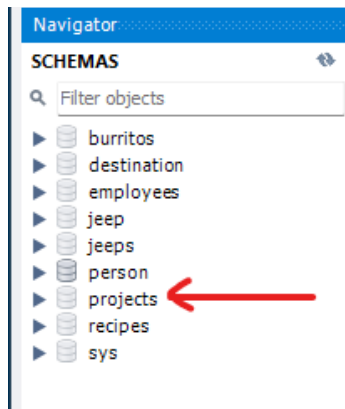 Navigator
SCHEMAS
Filter objects
burritos
destination
employees
jeep
jeeps
person
projects
recipes
sys